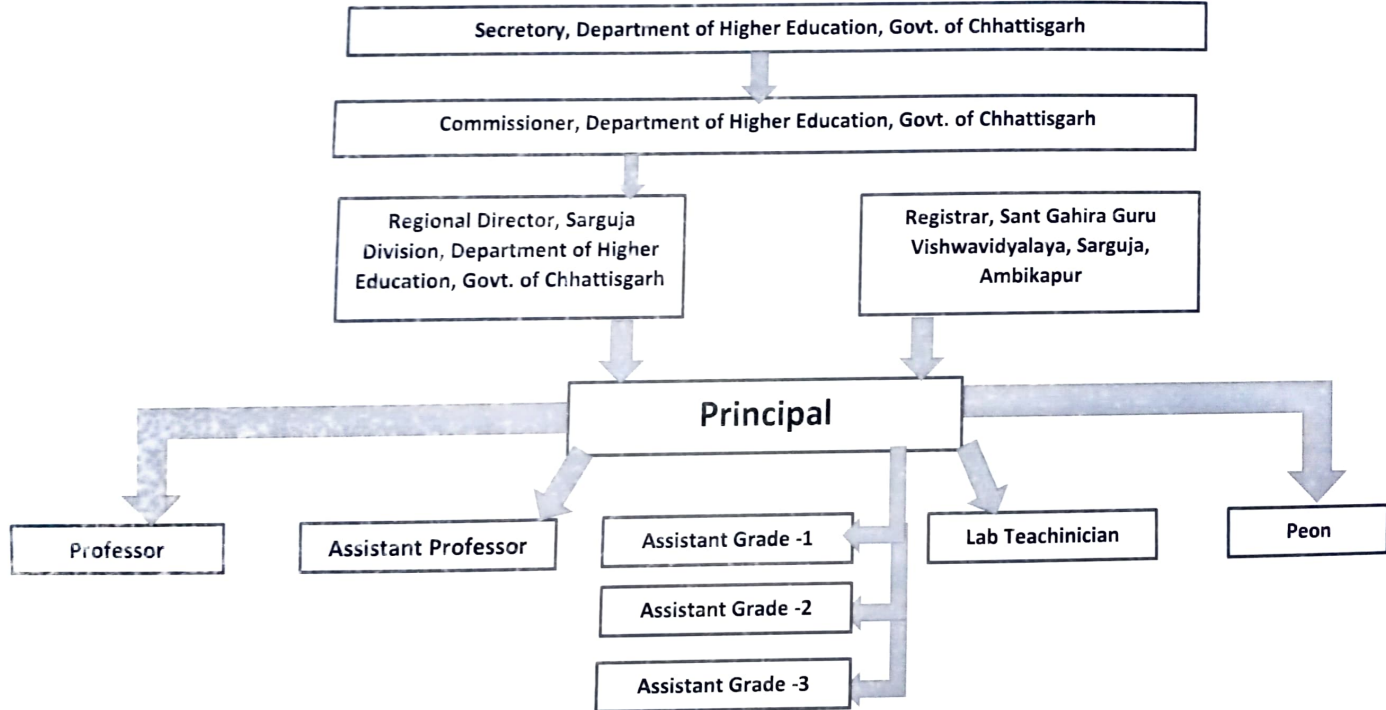 Secretory, Department of Higher Education, Govt. of Chhattisgarh
Commissioner, Department of Higher Education, Govt. of Chhattisgarh
Regional Director, Sarguja
Division, Department of Higher
Education, Govt. of Chhattisgarh
Registrar, Sant Gahira Guru
Vishwavidyalaya, Sarguja,
Ambikapur
Principal
Professor
Assistant Professor
Assistant Grade -1
Lab Teachinician
Peon
Assistant Grade -2
Assistant Grade -3